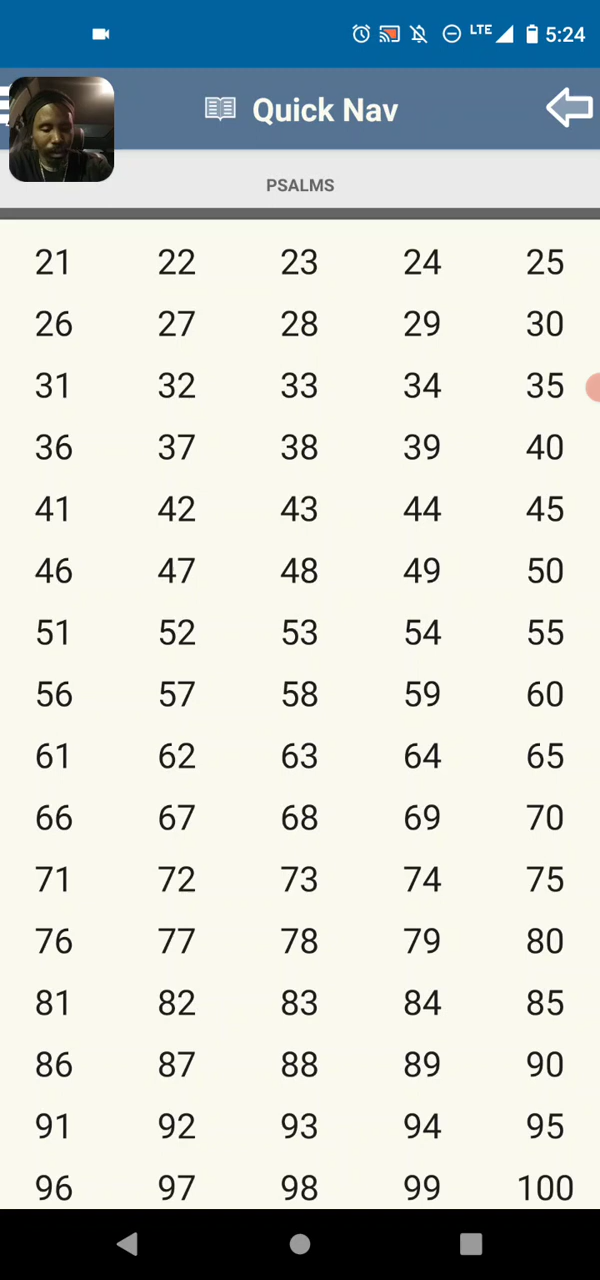 LTE 5:24
Quick Nav
PSALMS
21 22 23 24 25
26 27 28 29 30
31 32 33 34 35
36 37 38 39 40
41 42 43 44 45
46 47 48 49 50
51 52 53 54 55
56 57 58 59 60
61 62 63 64 65
66 67 68 69 70
71 72 73 74 75
76 77 78 79 80
81 82 83 84 85
86 87 88 89 90
91 92 93 94 95
96 97 98 99 100